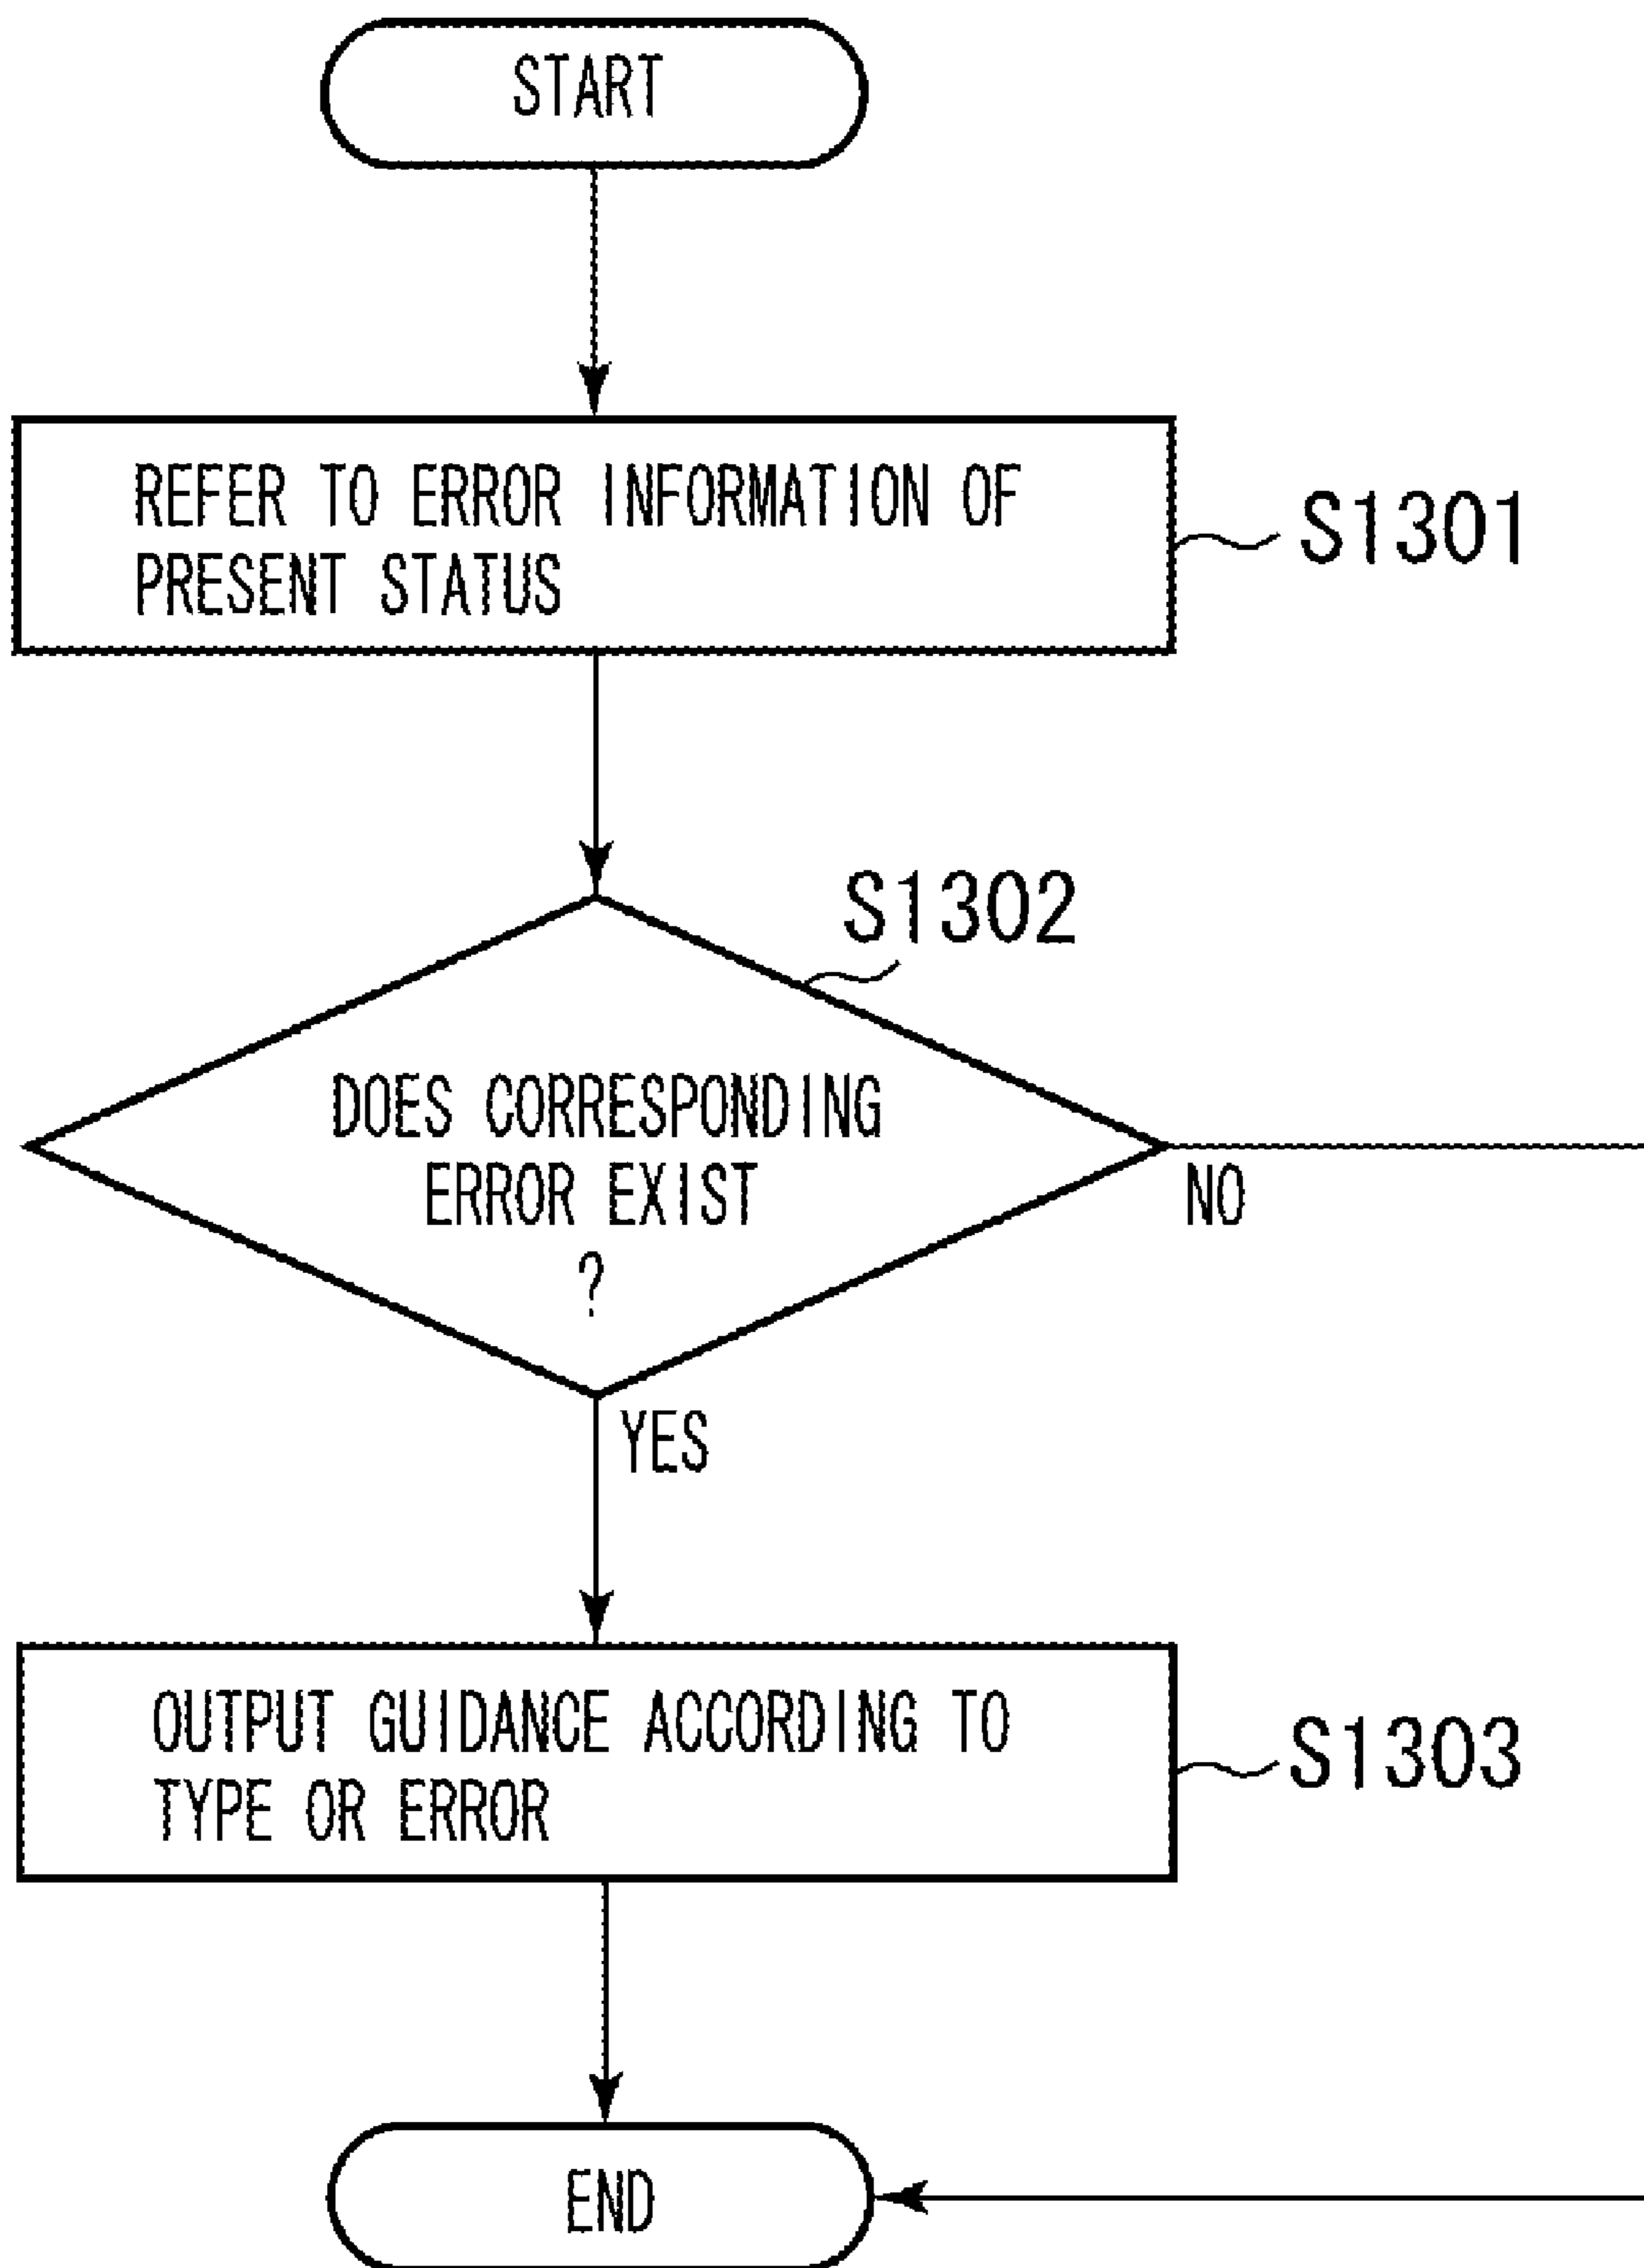 START
REFER TO ERROR INFORMATION OF
PRESENT STATUS
S1301
S1302
DOES CORRESPONDING
ERROR EXIST
?
NO
YES
OUTPUT GUIDANCE ACCORDING TO
TYPE OR ERROR
S1303
END